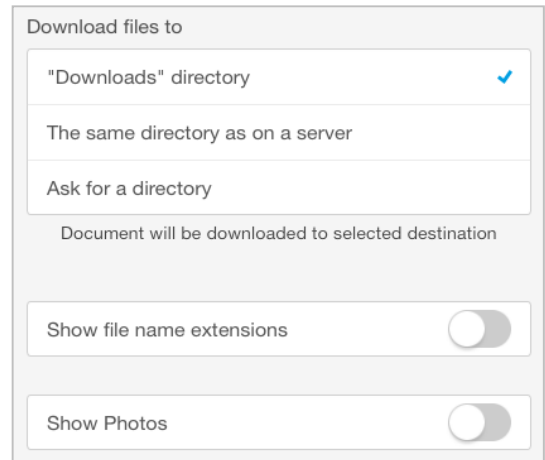 Download files to
"Downloads" directory
The same directory as on a server
Ask for a directory
Document will be downloaded to selected destination
Show file name extensions
Show Photos